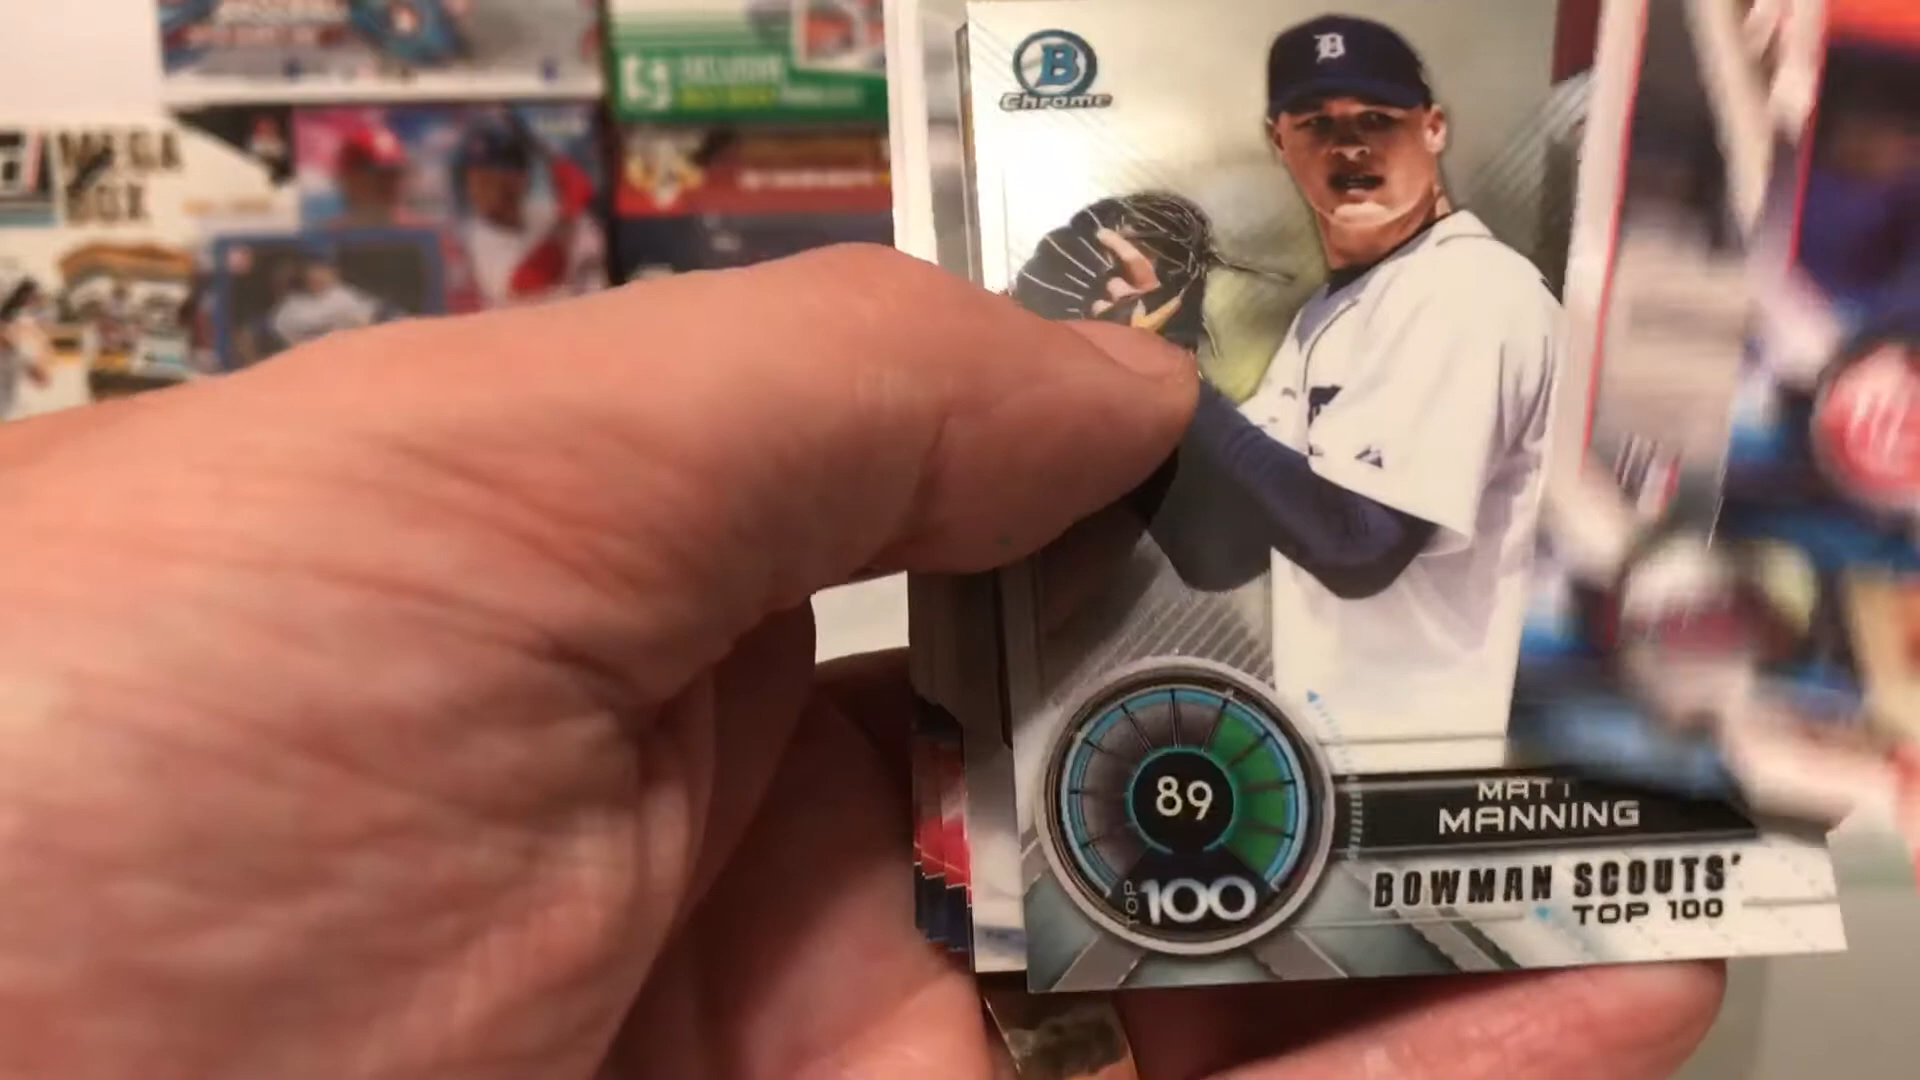 MEGA
BOX
B
Chrome
D
89
TOP
100
MATT
MANNING
BOWMAN SCOUTS'
TOP 100